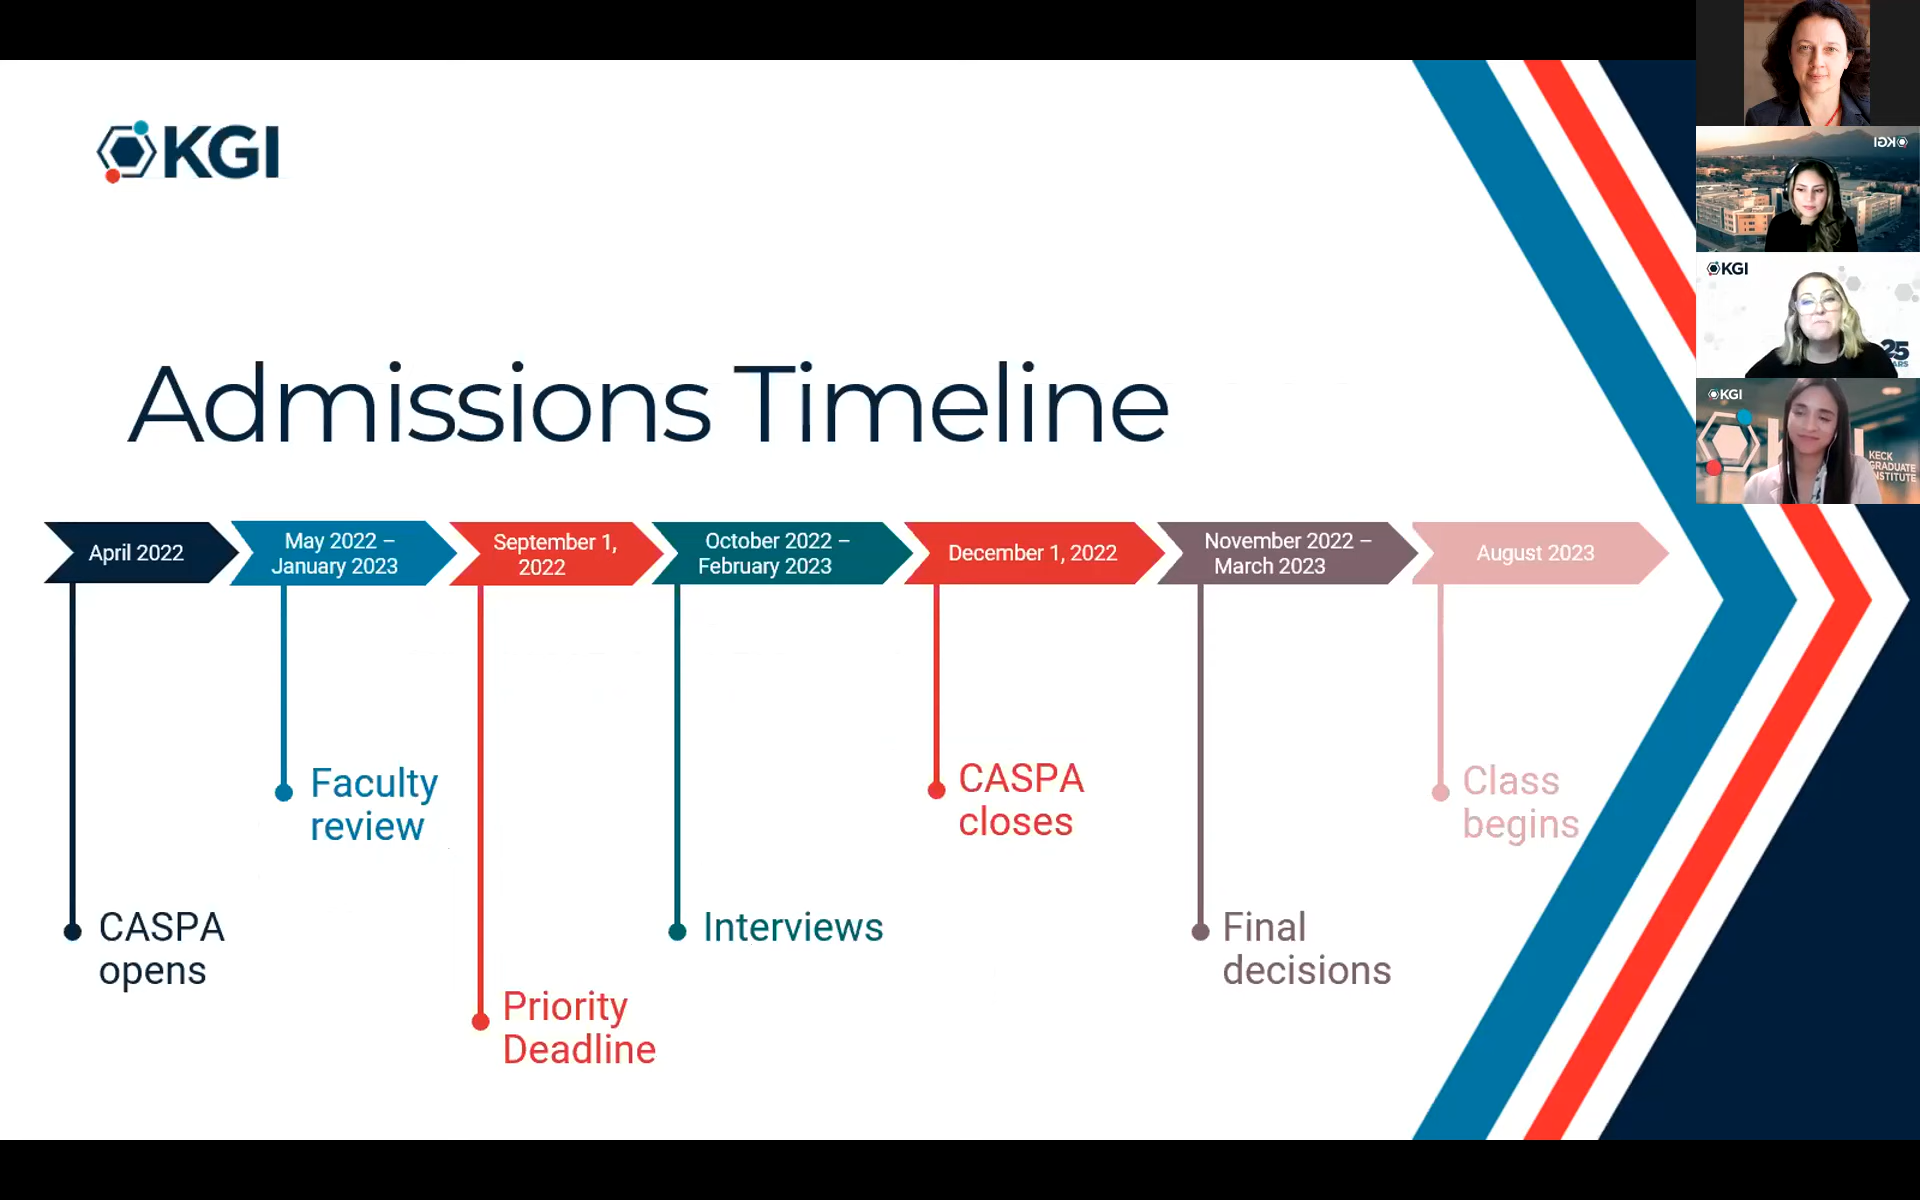 KGI
Admissions Timeline
April 2022
May 2022 –
January 2023
September 1,
2022
October 2022 –
February 2023
December 1, 2022
November 2022 –
March 2023
August 2023
CASPA
opens
Faculty
review
Priority
Deadline
Interviews
CASPA
closes
Final
decisions
Class
begins
KGI
KGI
25
KGI
KECK
GRADUATE
INSTITUTE